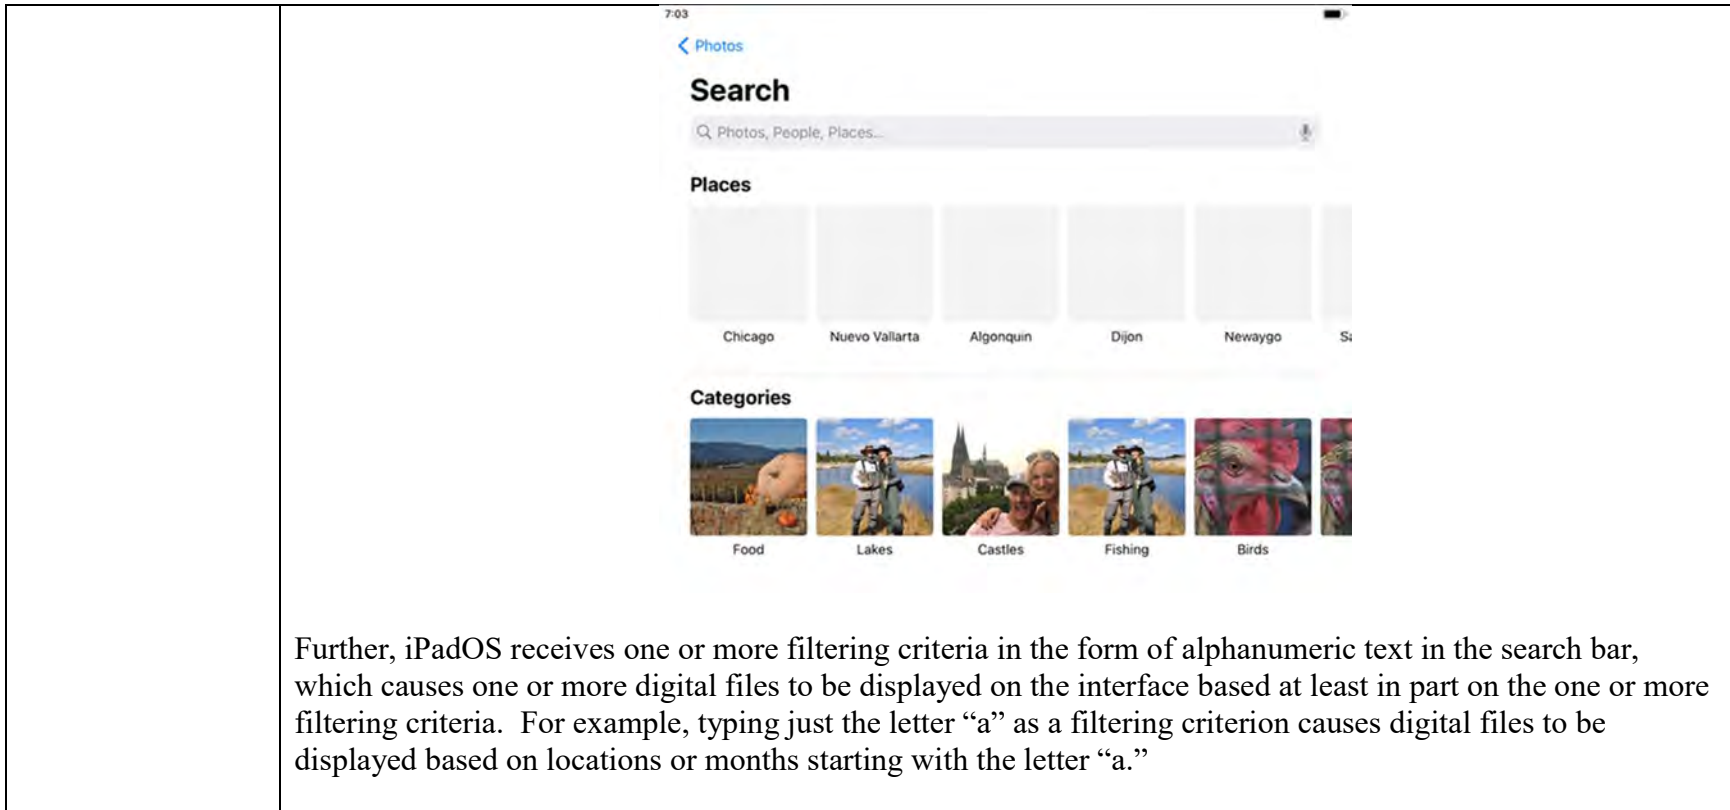 7:03
Photos
Search
Photos, People, Places...
Places
Chicago Nuevo Vallarta Algonquin Dijon Newaygo
Categories
Food Lakes Castles Fishing Birds
Further, iPadOS receives one or more filtering criteria in the form of alphanumeric text in the search bar,
which causes one or more digital files to be displayed on the interface based at least in part on the one or more
filtering criteria.  For example, typing just the letter “a” as a filtering criterion causes digital files to be
displayed based on locations or months starting with the letter “a.”